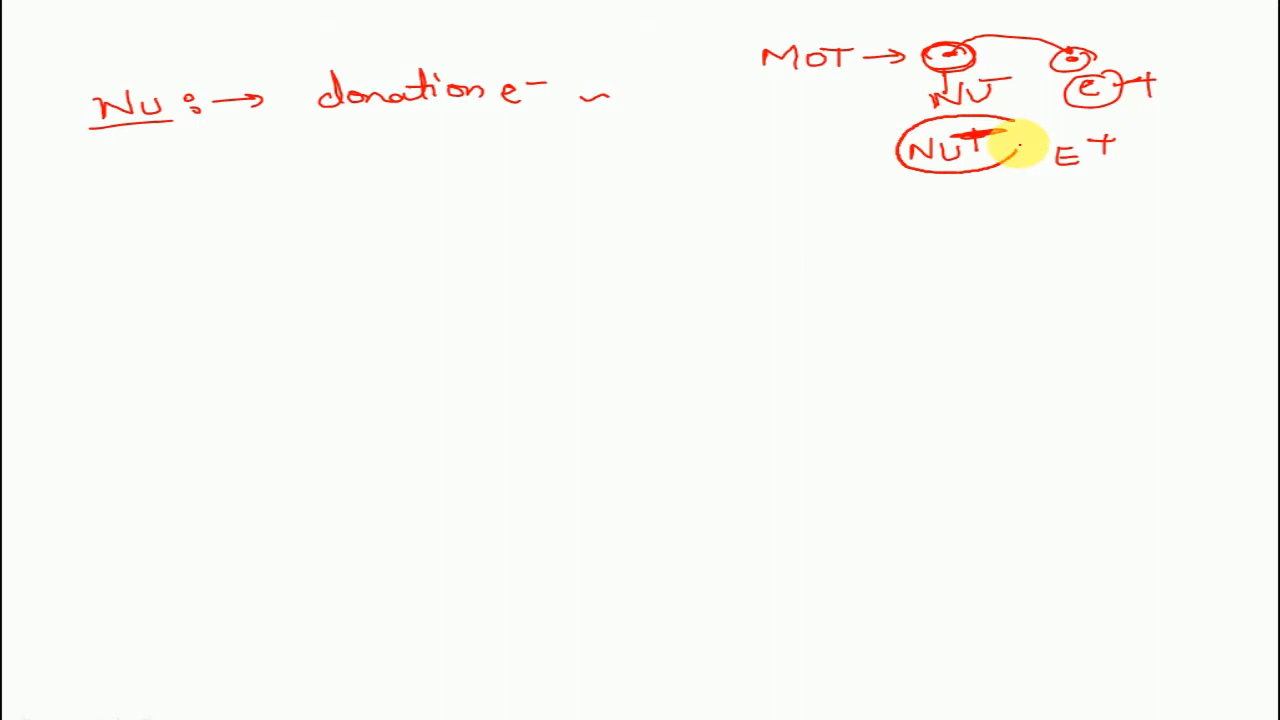 Nu: → donation e-
MOT →
Nu- e+
Nu+ E+